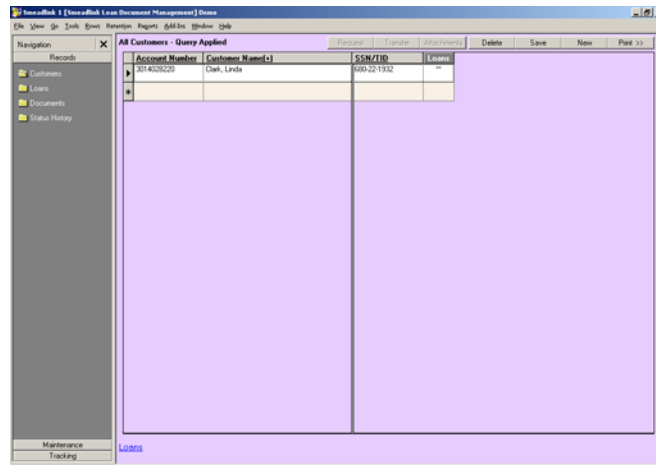 Smeadlink 1 [Smeadlink Loan Document Management] Demo
File View Go Tools Rows Retention Reports Add-Ins Window Help
Navigation X
All Customers - Query Applied Request Transfer Attachments Delete Save New Print >>
Records
Account Number Customer Name[+] SSN/TID Loans
3014028220 Clark, Linda 680-22-1932 **
Customers
Loans
Documents
Status History
Maintenance
Tracking
Loans